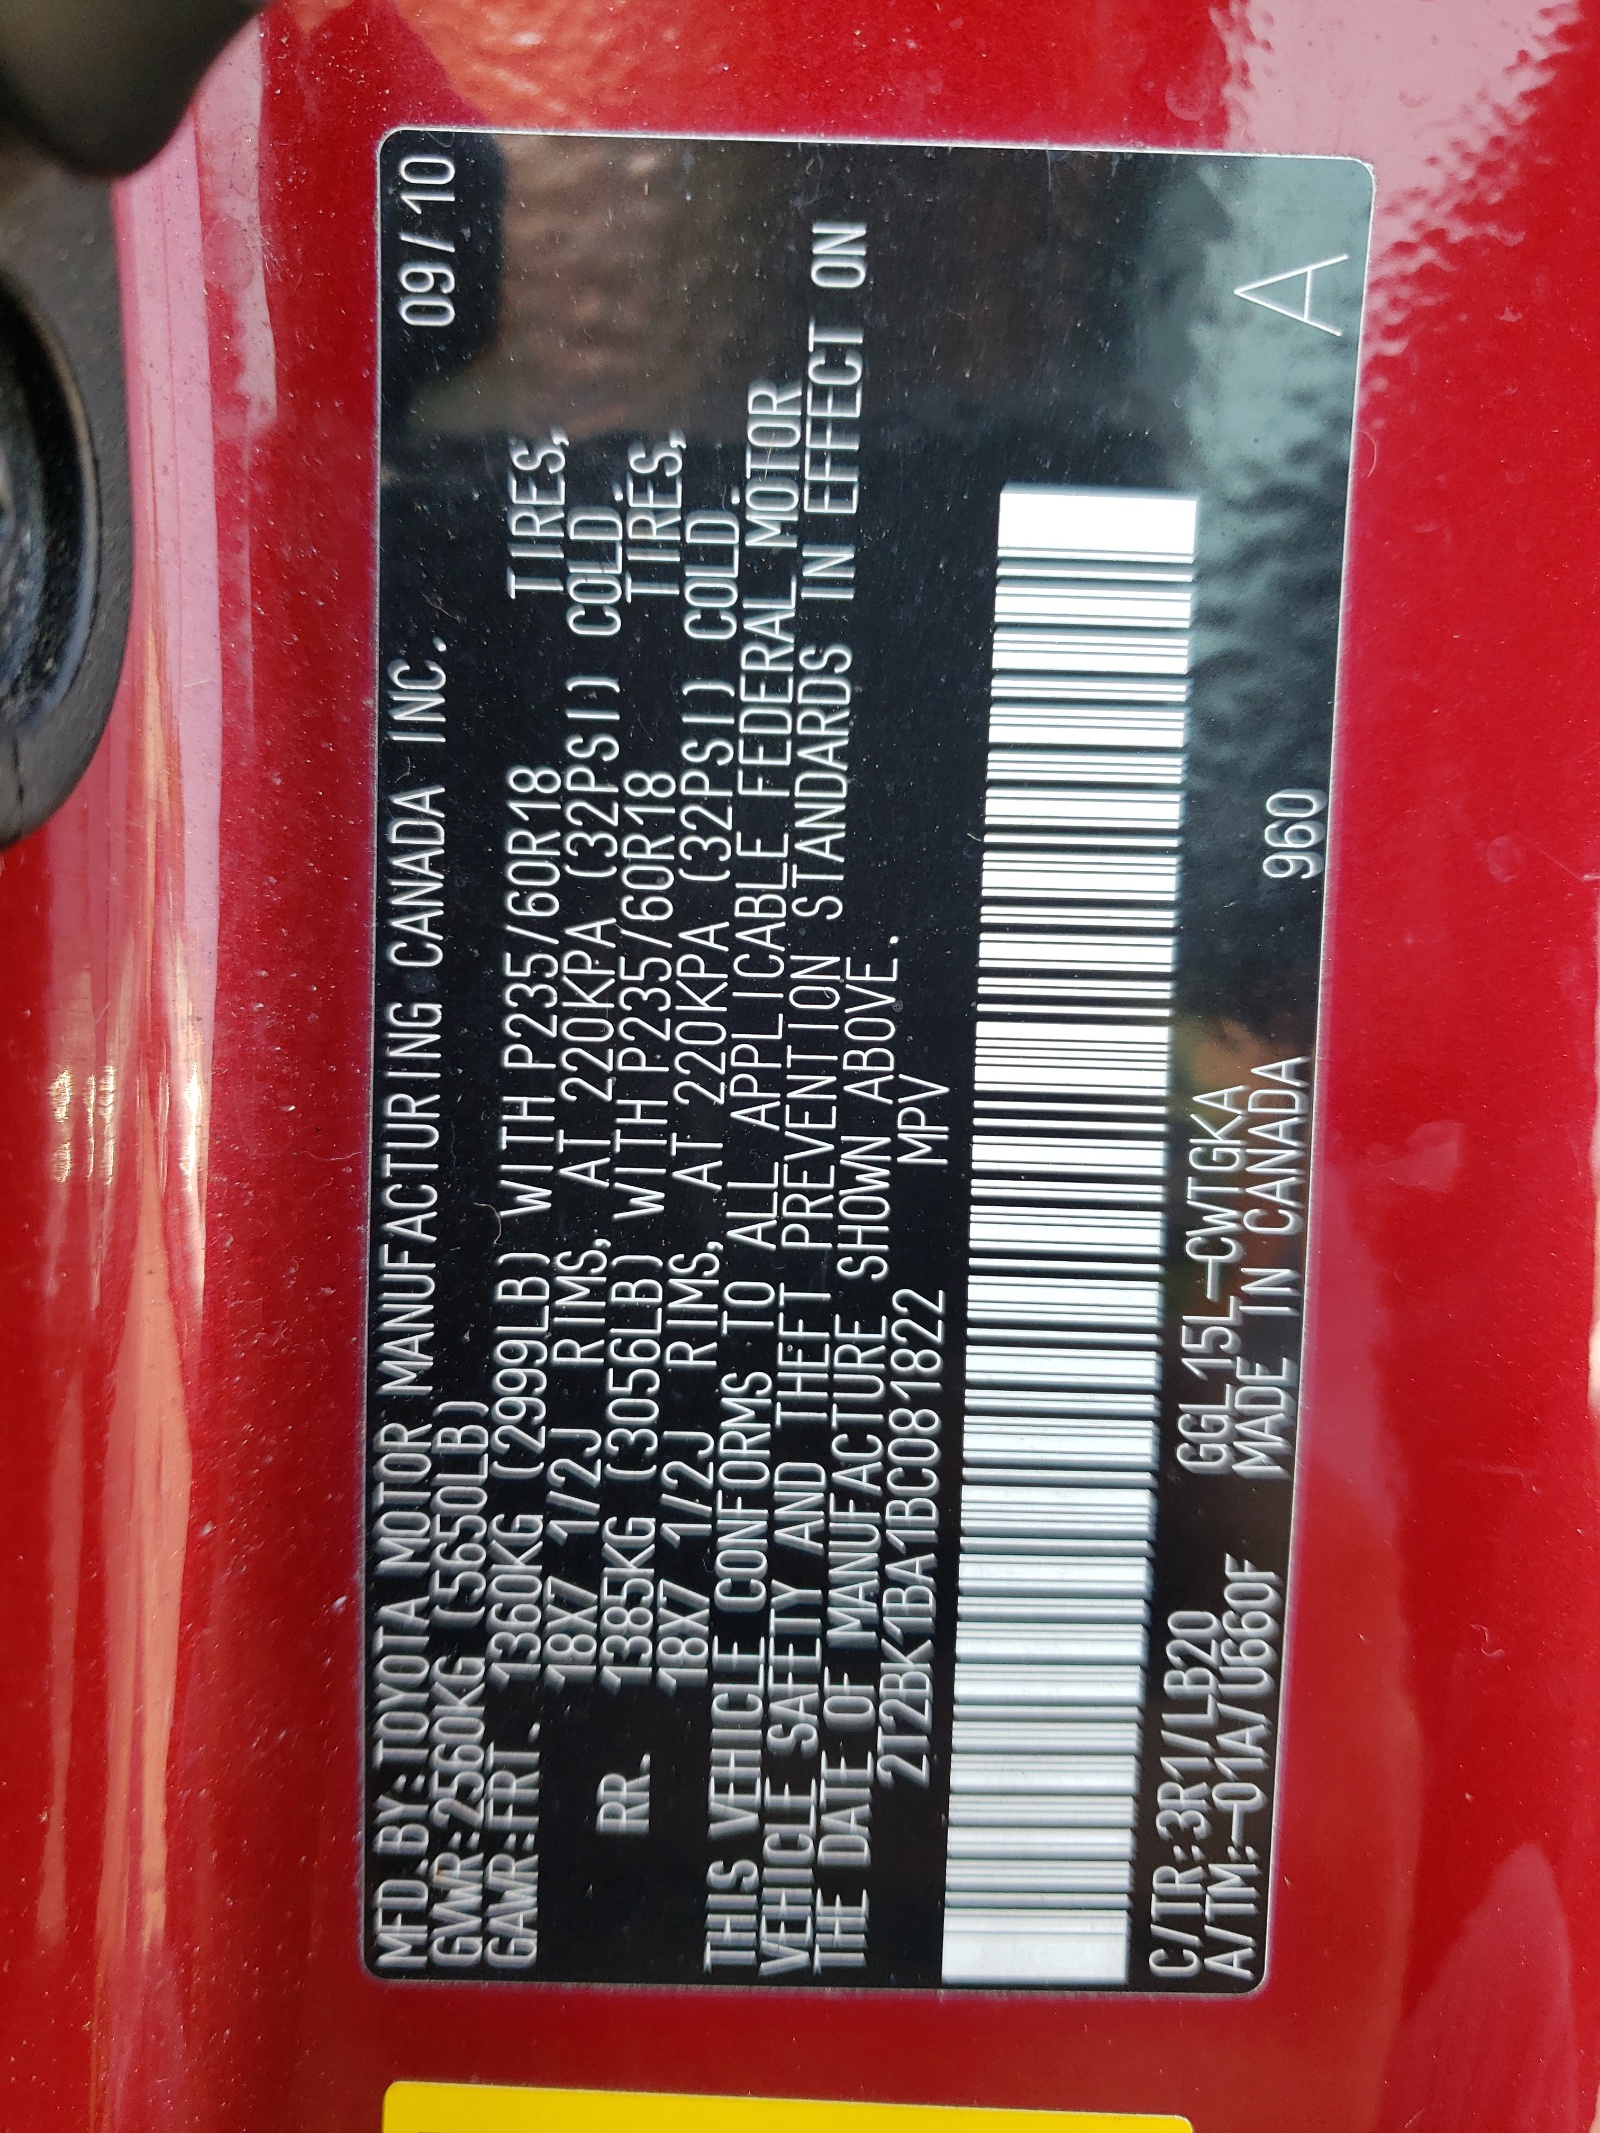 MFD.BY:TOYOTA MOTOR MANUFACTURING CANADA INC. 09/10
GVWR:2560KG (5650LB)
GAWR:FRT. 1360KG (2999LB) WITH P235/60R18 TIRES,
18X7 1/2J RIMS, AT 220KPA (32PSI) COLD
RR. 1385KG (3056LB) WITH P235/60R18 TIRES,
18X7 1/2J RIMS, AT 220KPA (32PSI) COLD.
THIS VEHICLE CONFORMS TO ALL APPLICABLE FEDERAL MOTOR
VEHICLE SAFETY AND THEFT PREVENTION STANDARDS IN EFFECT ON
THE DATE OF MANUFACTURE SHOWN ABOVE.
2T2BK1BA1BC081822 MPV
C/TR:3R1/LB20 GGL15L-CWTGKA
A/TM:-01A/U660F MADE IN CANADA 960 A